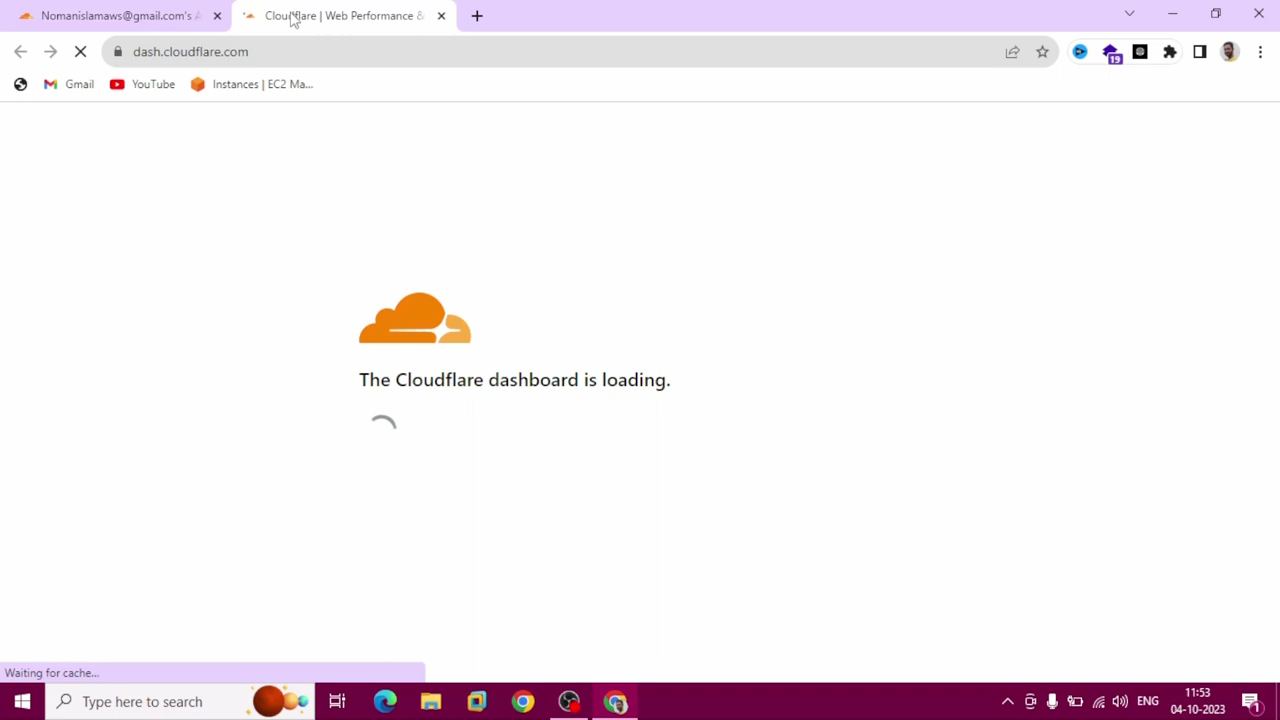 Nomanislamaws@gmail.com's A
Cloudflare | Web Performance &
dash.cloudflare.com
19
Gmail
YouTube
Instances | EC2 Ma...
The Cloudflare dashboard is loading.
Waiting for cache...
Type here to search
ENG
11:53
04-10-2023
1